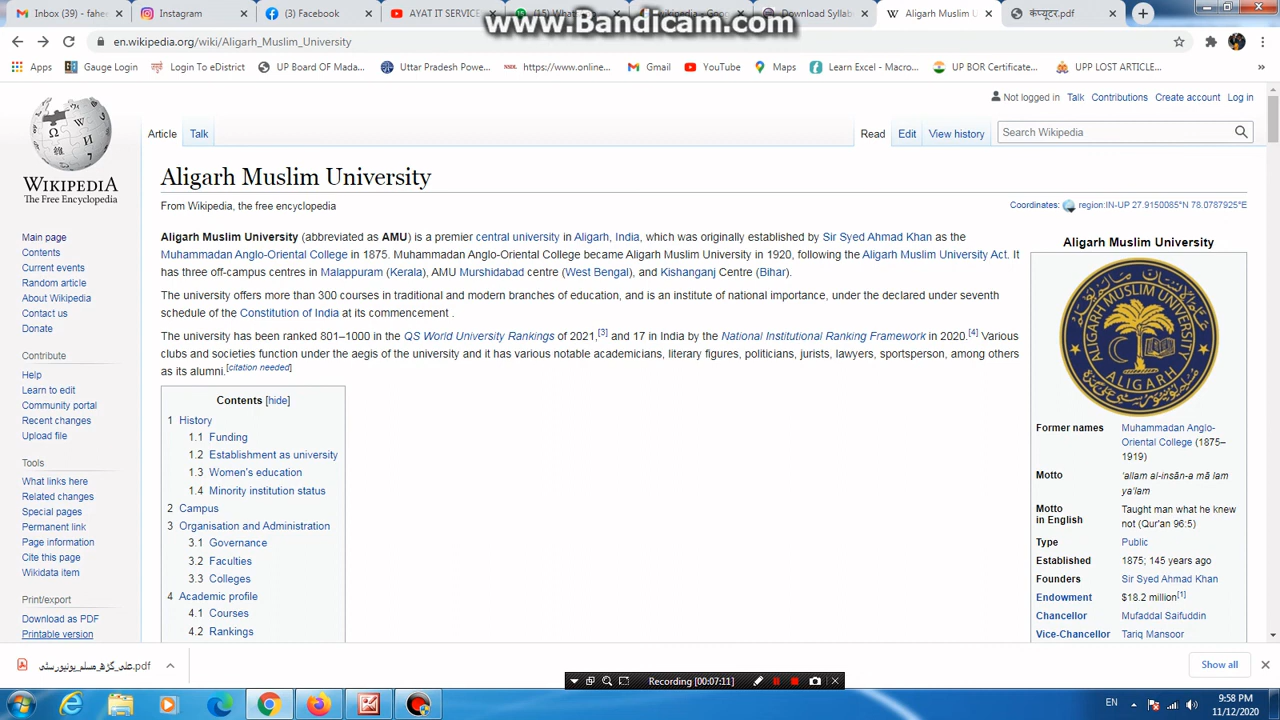 Inbox (39) - fahee
Instagram
(3) Facebook
AYAT IT SERVICE
www.Bandicam.com
Download Syllab
Aligarh Muslim U
कंप्यूटर.pdf
en.wikipedia.org/wiki/Aligarh_Muslim_University
Apps
Gauge Login
Login To eDistrict
UP Board OF Mada...
Uttar Pradesh Powe...
https://www.online...
Gmail
YouTube
Maps
Learn Excel - Macro...
UP BOR Certificate...
UPP LOST ARTICLE...
Not logged in Talk Contributions Create account Log in
Article Talk
Read Edit View history
Search Wikipedia
WIKIPEDIA
The Free Encyclopedia
Main page
Contents
Current events
Random article
About Wikipedia
Contact us
Donate
Contribute
Help
Learn to edit
Community portal
Recent changes
Upload file
Tools
What links here
Related changes
Special pages
Permanent link
Page information
Cite this page
Wikidata item
Print/export
Download as PDF
Printable version
Aligarh Muslim University
From Wikipedia, the free encyclopedia
Coordinates: region:IN-UP 27.9150085°N 78.0787925°E
Aligarh Muslim University (abbreviated as AMU) is a premier central university in Aligarh, India, which was originally established by Sir Syed Ahmad Khan as the
Muhammadan Anglo-Oriental College in 1875. Muhammadan Anglo-Oriental College became Aligarh Muslim University in 1920, following the Aligarh Muslim University Act. It
has three off-campus centres in Malappuram (Kerala), AMU Murshidabad centre (West Bengal), and Kishanganj Centre (Bihar).
The university offers more than 300 courses in traditional and modern branches of education, and is an institute of national importance, under the declared under seventh
schedule of the Constitution of India at its commencement .
The university has been ranked 801–1000 in the QS World University Rankings of 2021,[3] and 17 in India by the National Institutional Ranking Framework in 2020.[4] Various
clubs and societies function under the aegis of the university and it has various notable academicians, literary figures, politicians, jurists, lawyers, sportsperson, among others
as its alumni.[citation needed]
Contents [hide]
1 History
1.1 Funding
1.2 Establishment as university
1.3 Women's education
1.4 Minority institution status
2 Campus
3 Organisation and Administration
3.1 Governance
3.2 Faculties
3.3 Colleges
4 Academic profile
4.1 Courses
4.2 Rankings
Aligarh Muslim University
ALIGARH MUSLIM UNIVERSITY
ALIGARH
Former names Muhammadan Anglo-
Oriental College (1875–
1919)
Motto ʻallam al-insān-a mā lam
yaʻlam
Motto Taught man what he knew
in English not (Qur'an 96:5)
Type Public
Established 1875; 145 years ago
Founders Sir Syed Ahmad Khan
Endowment $18.2 million[1]
Chancellor Mufaddal Saifuddin
Vice-Chancellor Tariq Mansoor
علی_گڑھ_مسلم_یونیورسٹی.pdf
Show all
Recording [00:07:11]
EN
9:58 PM
11/12/2020